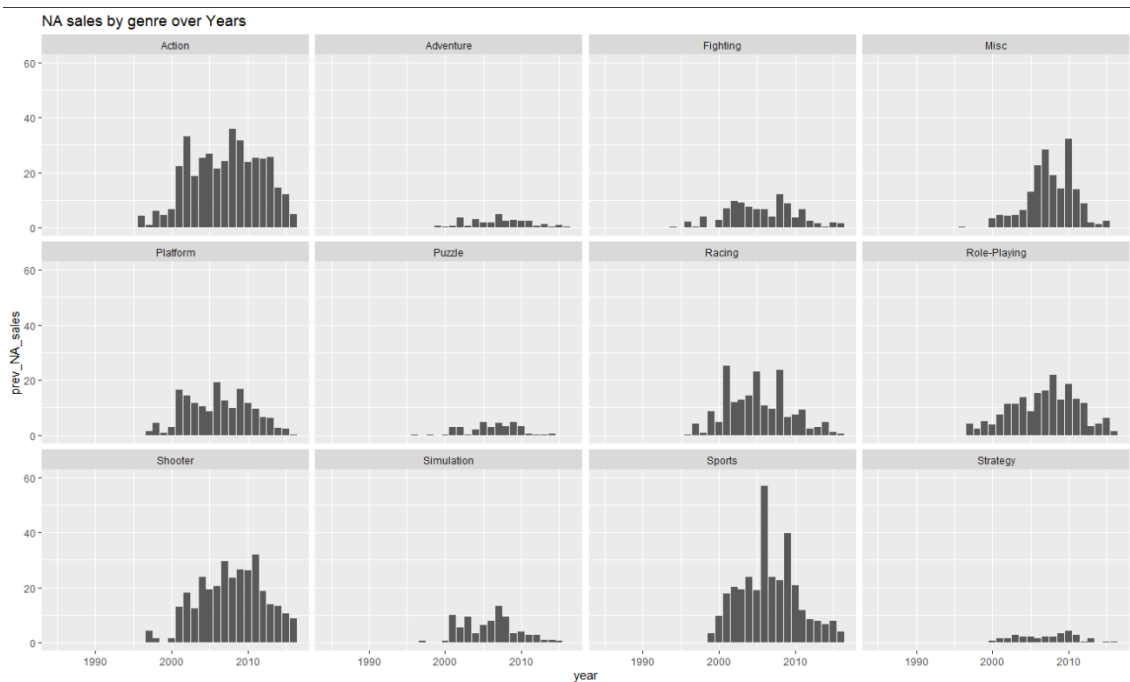 NA sales by genre over Years
Action Adventure Fighting Misc
60
40
20
0
Platform Puzzle Racing Role-Playing
60
40
20
0
prev_NA_sales
Shooter Simulation Sports Strategy
60
40
20
0
1990 2000 2010 1990 2000 2010 1990 2000 2010 1990 2000 2010
year